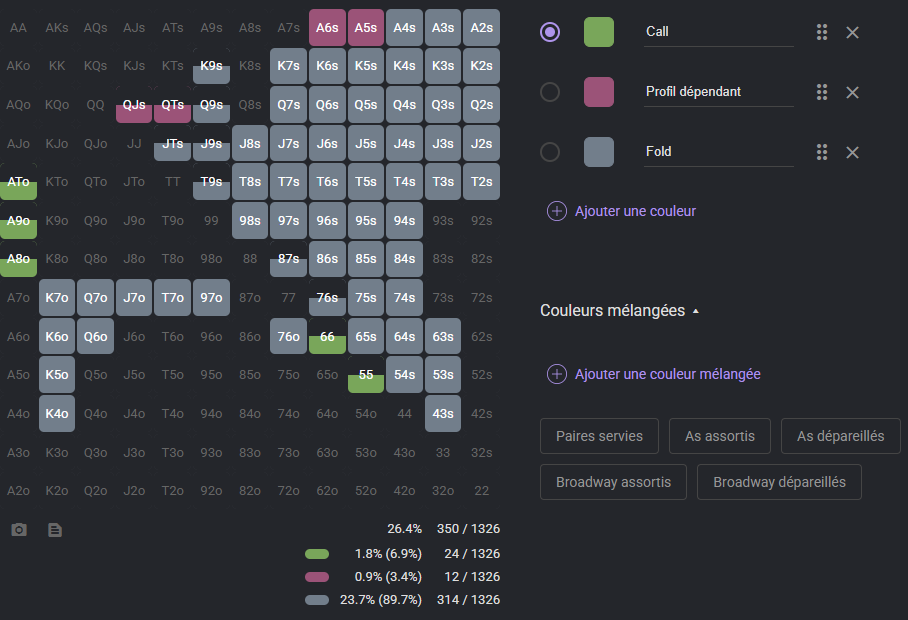 AA AKs AQs AJs ATs A9s A8s A7s A6s A5s A4s A3s A2s
AKo KK KQs KJs KTs K9s K8s K7s K6s K5s K4s K3s K2s
AQo KQo QQ QJs QTs Q9s Q8s Q7s Q6s Q5s Q4s Q3s Q2s
AJo KJo QJo JJ JTs J9s J8s J7s J6s J5s J4s J3s J2s
ATo KTo QTo JTo TT T9s T8s T7s T6s T5s T4s T3s T2s
A9o K9o Q9o J9o T9o 99 98s 97s 96s 95s 94s 93s 92s
A8o K8o Q8o J8o T8o 98o 88 87s 86s 85s 84s 83s 82s
A7o K7o Q7o J7o T7o 97o 87o 77 76s 75s 74s 73s 72s
A6o K6o Q6o J6o T6o 96o 86o 76o 66 65s 64s 63s 62s
A5o K5o Q5o J5o T5o 95o 85o 75o 65o 55 54s 53s 52s
A4o K4o Q4o J4o T4o 94o 84o 74o 64o 54o 44 43s 42s
A3o K3o Q3o J3o T3o 93o 83o 73o 63o 53o 43o 33 32s
A2o K2o Q2o J2o T2o 92o 82o 72o 62o 52o 42o 32o 22
26.4% 350 / 1326
1.8% (6.9%) 24 / 1326
0.9% (3.4%) 12 / 1326
23.7% (89.7%) 314 / 1326
Call
Profil dépendant
Fold
Ajouter une couleur
Couleurs mélangées
Ajouter une couleur mélangée
Paires servies As assortis As dépareillés
Broadway assortis Broadway dépareillés